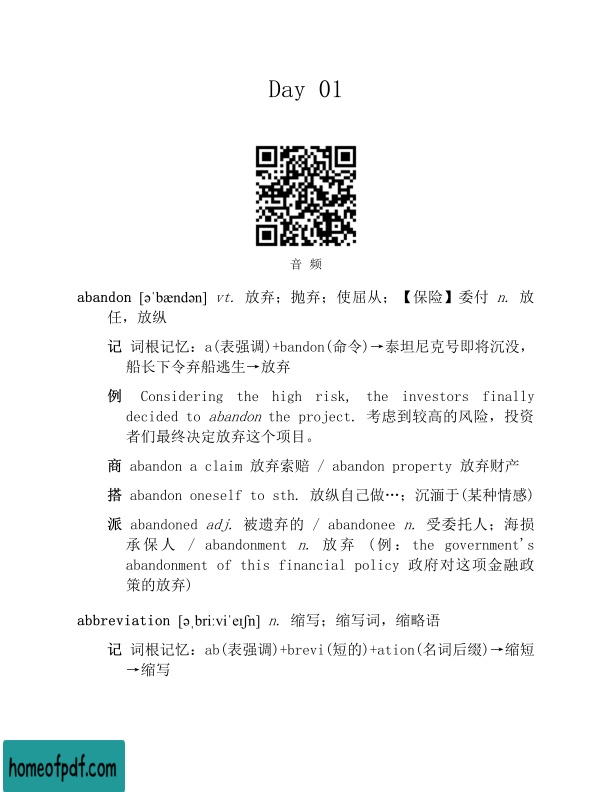 Day 01
音 频
abandon [əˈbændən] vt. 放弃；抛弃；使屈从；【保险】委付 n. 放
任，放纵
记 词根记忆：a(表强调)+bandon(命令)→泰坦尼克号即将沉没，
船长下令弃船逃生→放弃
例 Considering the high risk, the investors finally
decided to abandon the project. 考虑到较高的风险，投资
者们最终决定放弃这个项目。
商 abandon a claim 放弃索赔 / abandon property 放弃财产
搭 abandon oneself to sth. 放纵自己做…；沉湎于(某种情感)
派 abandoned adj. 被遗弃的 / abandonee n. 受委托人；海损
承保人 / abandonment n. 放弃 (例：the government's
abandonment of this financial policy 政府对这项金融政
策的放弃)
abbreviation [əˌbriːviˈeɪʃn] n. 缩写；缩写词，缩略语
记 词根记忆：ab(表强调)+brevi(短的)+ation(名词后缀)→缩短
→缩写
homeofpdf.com